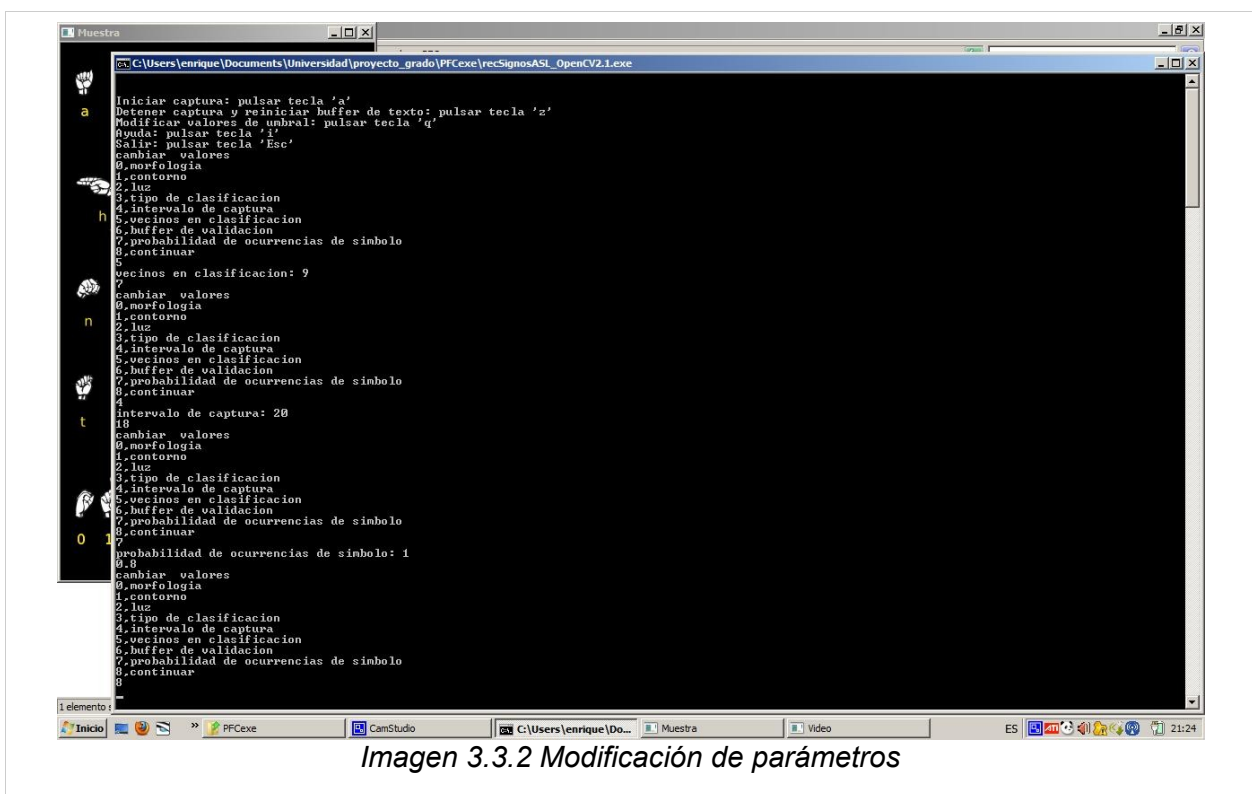 Muestra
C:\Users\enrique\Documents\Universidad\proyecto_grado\PFCexe\recSignosASL_OpenCV2.1.exe
a
h
n
t
0 1
Iniciar captura: pulsar tecla 'a'
Detener captura y reiniciar buffer de texto: pulsar tecla 'z'
Modificar valores de umbral: pulsar tecla 'q'
Ayuda: pulsar tecla 'i'
Salir: pulsar tecla 'Esc'
cambiar valores
0,morfologia
1,contorno
2,luz
3,tipo de clasificacion
4,intervalo de captura
5,vecinos en clasificacion
6,buffer de validacion
7,probabilidad de ocurrencias de simbolo
8,continuar
5
vecinos en clasificacion: 9
7
cambiar valores
0,morfologia
1,contorno
2,luz
3,tipo de clasificacion
4,intervalo de captura
5,vecinos en clasificacion
6,buffer de validacion
7,probabilidad de ocurrencias de simbolo
8,continuar
4
intervalo de captura: 20
18
cambiar valores
0,morfologia
1,contorno
2,luz
3,tipo de clasificacion
4,intervalo de captura
5,vecinos en clasificacion
6,buffer de validacion
7,probabilidad de ocurrencias de simbolo
8,continuar
7
probabilidad de ocurrencias de simbolo: 1
0.8
cambiar valores
0,morfologia
1,contorno
2,luz
3,tipo de clasificacion
4,intervalo de captura
5,vecinos en clasificacion
6,buffer de validacion
7,probabilidad de ocurrencias de simbolo
8,continuar
8
1 elemento
Inicio » PFCexe CamStudio C:\Users\enrique\Do... Muestra Video ES 21:24
Imagen 3.3.2 Modificación de parámetros